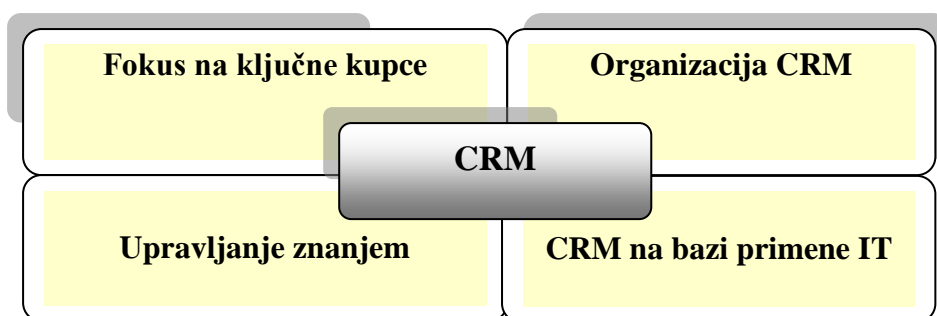 Fokus na ključne kupce
Organizacija CRM
CRM
Upravljanje znanjem
CRM na bazi primene IT